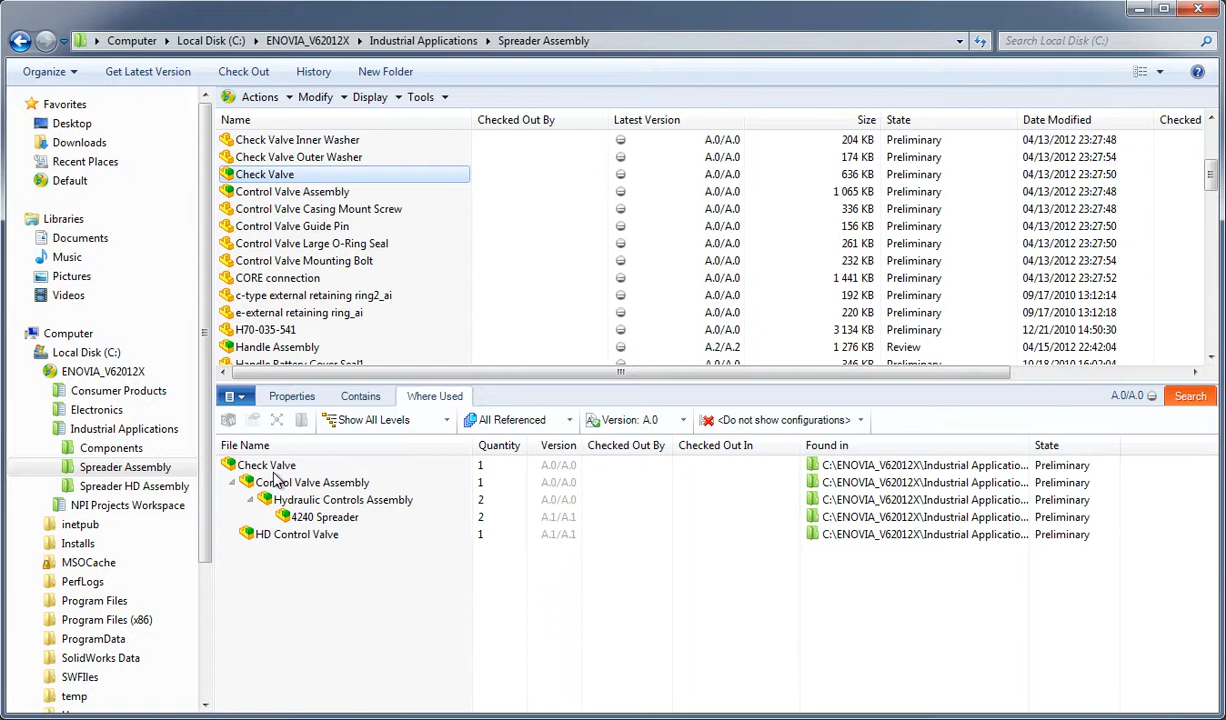 Computer Local Disk (C:) ENOVIA_V62012X Industrial Applications Spreader Assembly Search Local Disk (C:)
Organize Get Latest Version Check Out History New Folder
Favorites
Desktop
Downloads
Recent Places
Default
Libraries
Documents
Music
Pictures
Videos
Computer
Local Disk (C:)
ENOVIA_V62012X
Consumer Products
Electronics
Industrial Applications
Components
Spreader Assembly
Spreader HD Assembly
NPI Projects Workspace
inetpub
Installs
MSOCache
PerfLogs
Program Files
Program Files (x86)
ProgramData
SolidWorks Data
SWFIles
temp
Actions Modify Display Tools
Name Checked Out By Latest Version Size State Date Modified Checked
Check Valve Inner Washer A.0/A.0 204 KB Preliminary 04/13/2012 23:27:48
Check Valve Outer Washer A.0/A.0 174 KB Preliminary 04/13/2012 23:27:54
Check Valve A.0/A.0 636 KB Preliminary 04/13/2012 23:27:50
Control Valve Assembly A.0/A.0 1 065 KB Preliminary 04/13/2012 23:27:48
Control Valve Casing Mount Screw A.0/A.0 336 KB Preliminary 04/13/2012 23:27:48
Control Valve Guide Pin A.0/A.0 156 KB Preliminary 04/13/2012 23:27:50
Control Valve Large O-Ring Seal A.0/A.0 261 KB Preliminary 04/13/2012 23:27:50
Control Valve Mounting Bolt A.0/A.0 232 KB Preliminary 04/13/2012 23:27:54
CORE connection A.0/A.0 1 441 KB Preliminary 04/13/2012 23:27:52
c-type external retaining ring2_ai A.0/A.0 192 KB Preliminary 09/17/2010 13:12:14
e-external retaining ring_ai A.0/A.0 220 KB Preliminary 09/17/2010 13:12:18
H70-035-541 A.0/A.0 3 134 KB Preliminary 12/21/2010 14:50:30
Handle Assembly A.2/A.2 1 276 KB Review 04/15/2012 22:42:04
Handle Battery Cover Seal1 A.0/A.0 346 KB Preliminary 10/18/2010 16:02:04
Properties Contains Where Used A.0/A.0 Search
Show All Levels All Referenced Version: A.0 <Do not show configurations>
File Name Quantity Version Checked Out By Checked Out In Found in State
Check Valve 1 A.0/A.0 C:\ENOVIA_V62012X\Industrial Applicatio... Preliminary
Control Valve Assembly 1 A.0/A.0 C:\ENOVIA_V62012X\Industrial Applicatio... Preliminary
Hydraulic Controls Assembly 2 A.0/A.0 C:\ENOVIA_V62012X\Industrial Applicatio... Preliminary
4240 Spreader 2 A.1/A.1 C:\ENOVIA_V62012X\Industrial Applicatio... Preliminary
HD Control Valve 1 A.1/A.1 C:\ENOVIA_V62012X\Industrial Applicatio... Preliminary